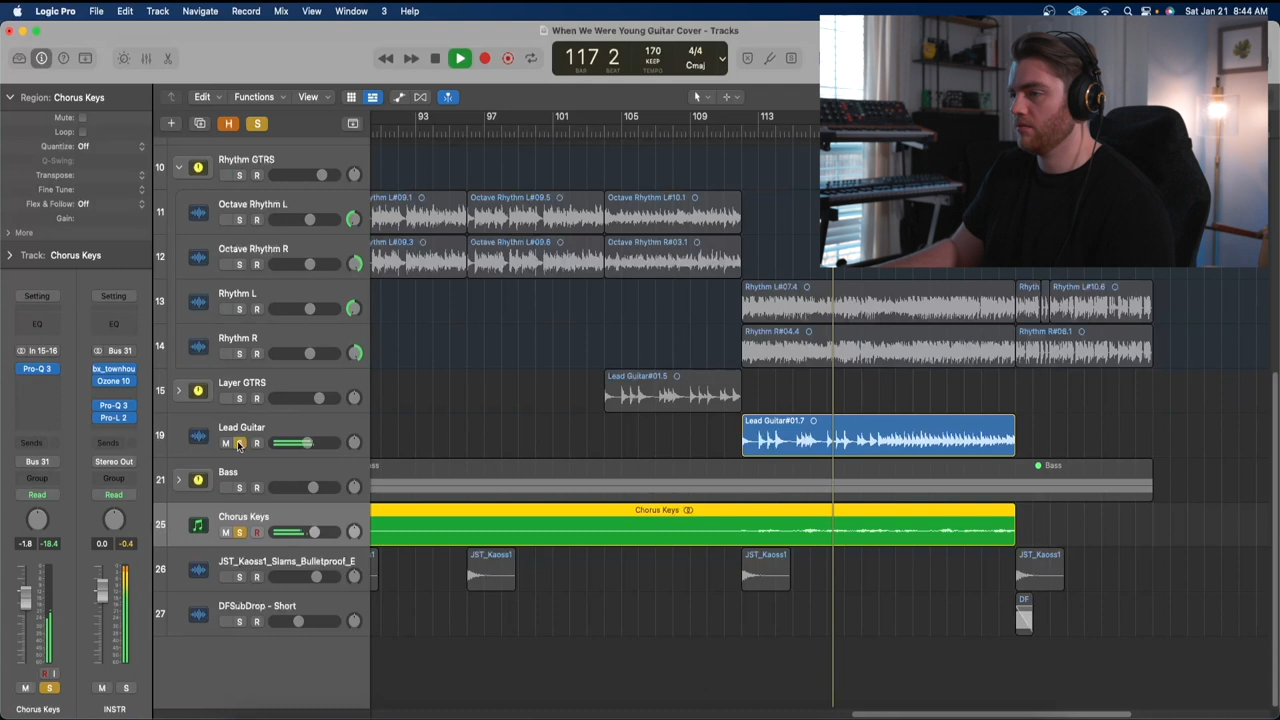 Logic Pro File Edit Track Navigate Record Mix View Window 3 Help Sat Jan 21 8:44 AM
When We Were Young Guitar Cover - Tracks
117 2 170 4/4
KEEP Cmaj
BAR BEAT TEMPO
Region: Chorus Keys
Edit Functions View
Mute:
Loop:
Quantize: Off
Q-Swing:
Transpose:
Fine Tune:
Flex & Follow: Off
Gain:
More
Track: Chorus Keys
H S
93 97 101 105 109 113
10 Rhythm GTRS
S R
11 Octave Rhythm L
S R
ythm L#09.1 Octave Rhythm L#09.5 Octave Rhythm L#10.1
12 Octave Rhythm R
S R
ythm L#09.3 Octave Rhythm L#09.6 Octave Rhythm R#03.1
13 Rhythm L
S R
Rhythm L#07.4 Rhyth Rhythm L#10.6
14 Rhythm R
S R
Rhythm R#04.4 Rhythm R#06.1
15 Layer GTRS
S R
Lead Guitar#01.5
19 Lead Guitar
M S R
Lead Guitar#01.7
21 Bass
S R
ss Bass
25 Chorus Keys
M S R
Chorus Keys
26 JST_Kaoss1_Slams_Bulletproof_E
S R
1 JST_Kaoss1 JST_Kaoss1 JST_Kaoss1
27 DFSubDrop - Short
S R
DF
Setting Setting
EQ EQ
In 15-16 Bus 31
Pro-Q 3 bx_townhou
Ozone 10
Pro-Q 3
Pro-L 2
Sends Sends
Bus 31 Stereo Out
Group Group
Read Read
-1.8 -18.4 0.0 -0.4
R I
M S M S
Chorus Keys INSTR